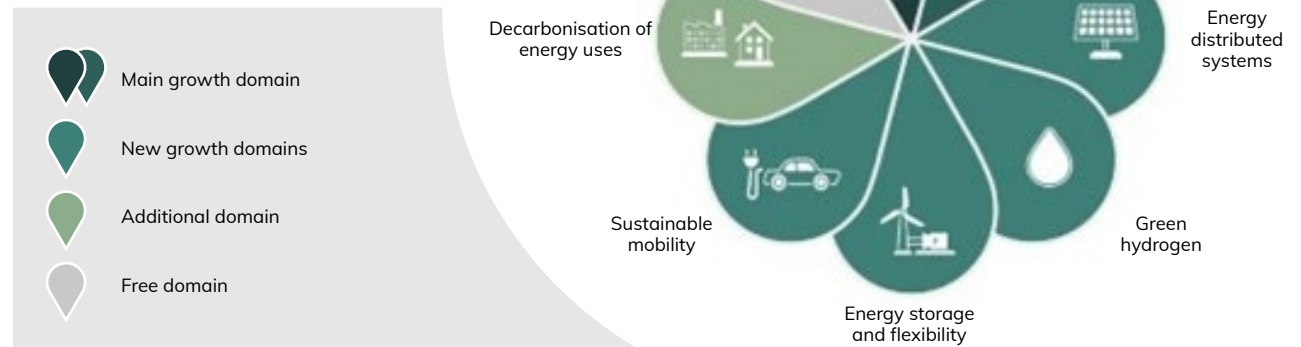 Main growth domain
New growth domains
Additional domain
Free domain
Decarbonisation of
energy uses
Energy
distributed
systems
Sustainable
mobility
Green
hydrogen
Energy storage
and flexibility